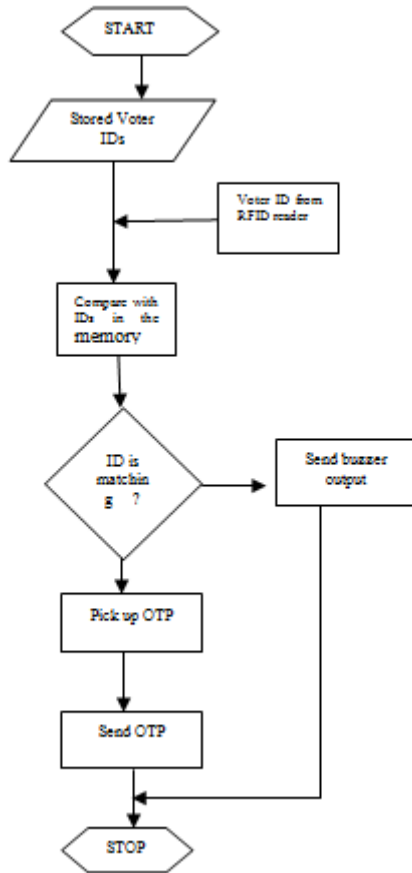 START
Stored Voter
IDs
Voter ID from
RFID reader
Compare with
IDs in the
memory
ID is
matchin
g ?
Send buzzer
output
Pick up OTP
Send OTP
STOP